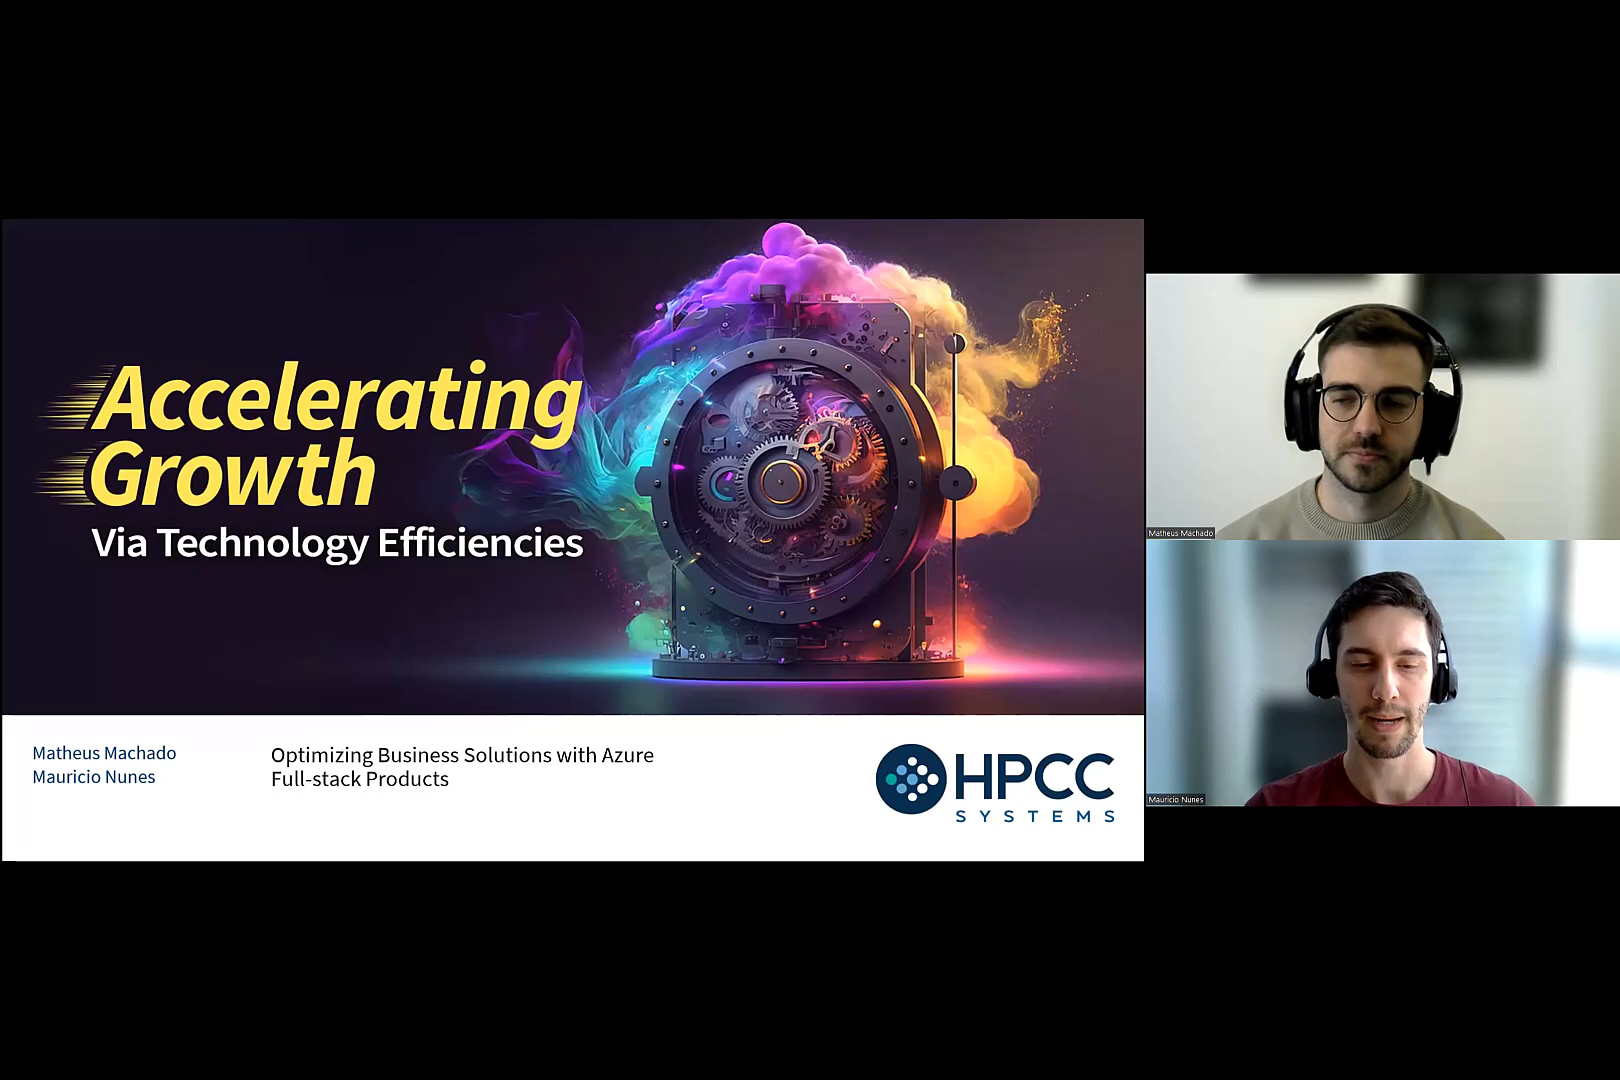 Accelerating
Growth
Via Technology Efficiencies
Matheus Machado
Mauricio Nunes
Optimizing Business Solutions with Azure
Full-stack Products
HPCC
SYSTEMS
Matheus Machado
Mauricio Nunes